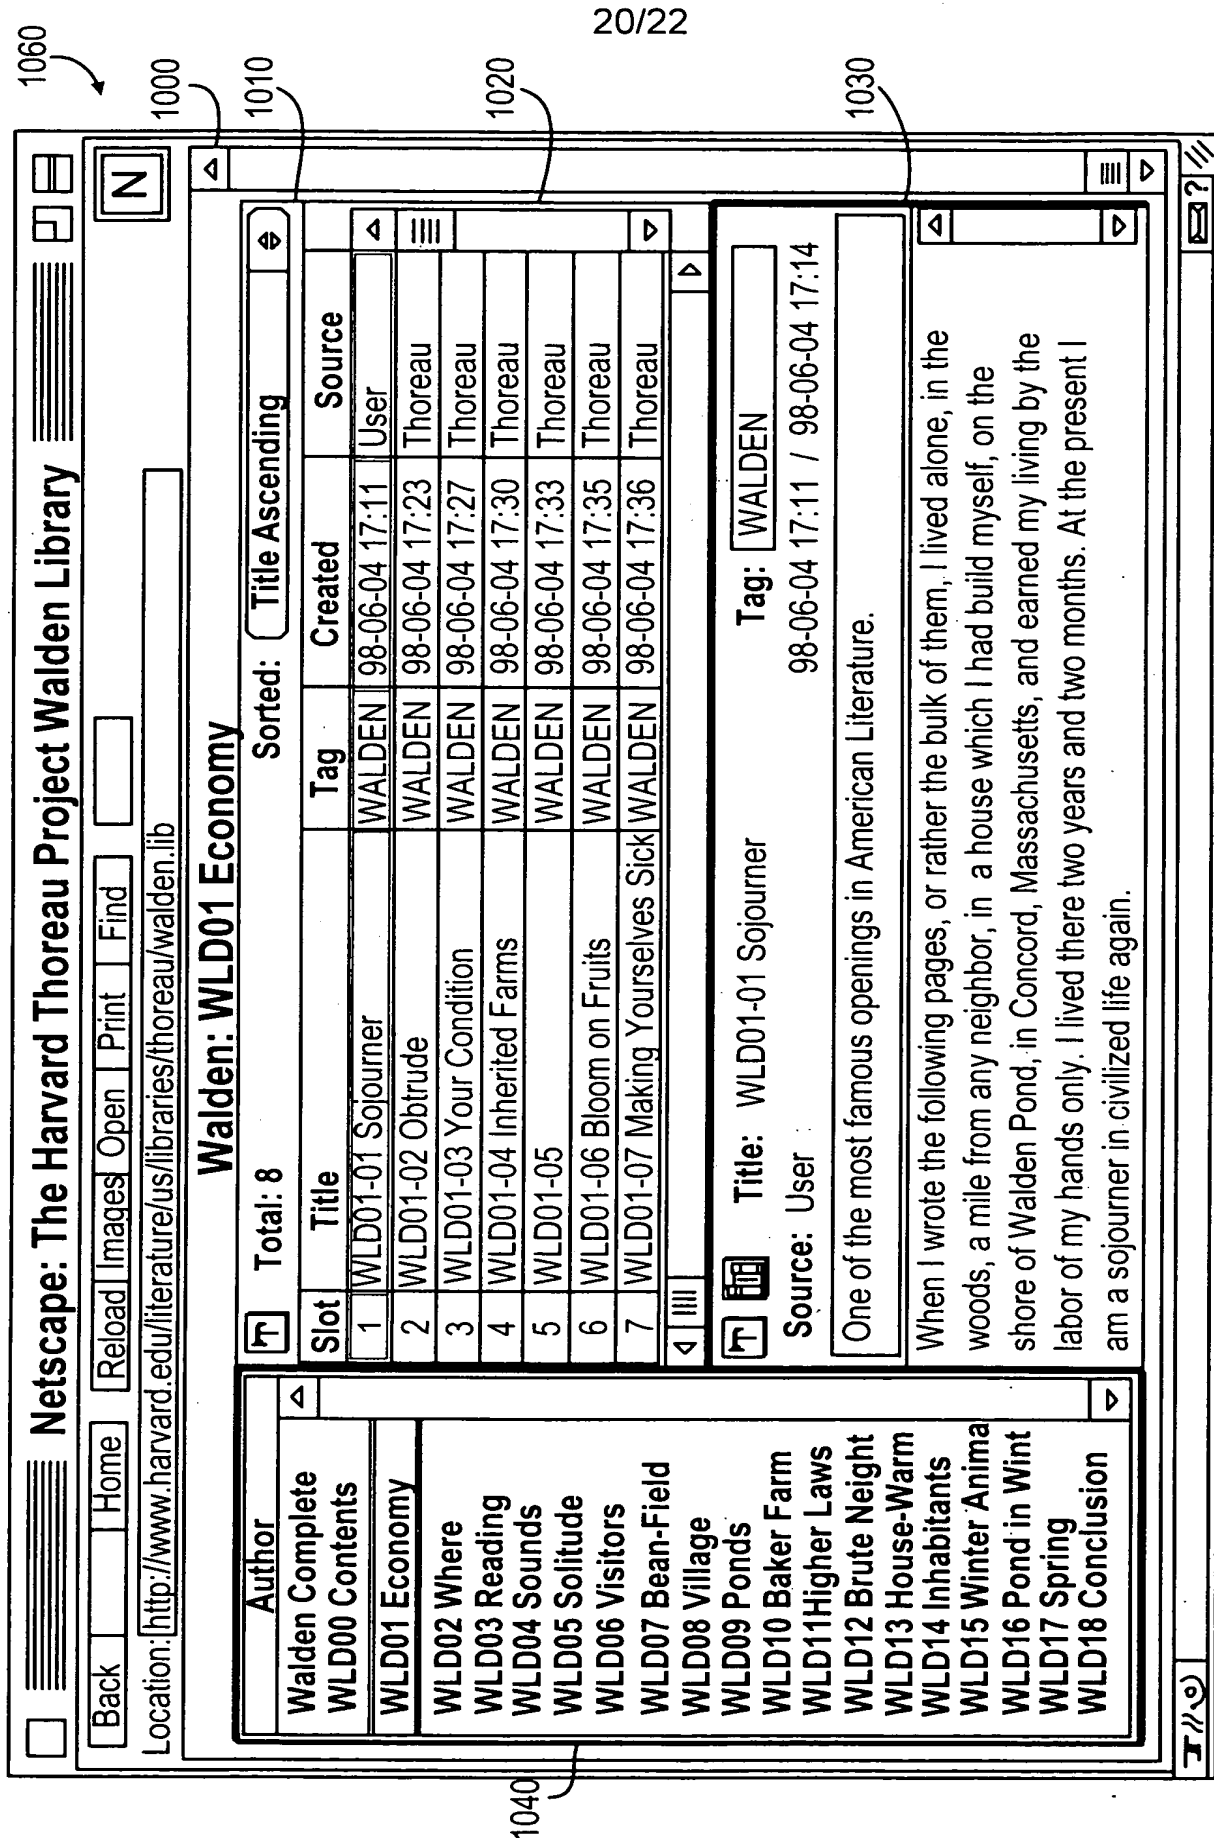 20/22
1060
1000
1010
1020
1030
1040
Netscape: The Harvard Thoreau Project Walden Library
Back Home Reload Images Open Print Find
N
Location: http://www.harvard.edu/literature/us/libraries/thoreau/walden.lib
Walden: WLD01 Economy
Author
Walden Complete
WLD00 Contents
WLD01 Economy
WLD02 Where
WLD03 Reading
WLD04 Sounds
WLD05 Solitude
WLD06 Visitors
WLD07 Bean-Field
WLD08 Village
WLD09 Ponds
WLD10 Baker Farm
WLD11Higher Laws
WLD12 Brute Neight
WLD13 House-Warm
WLD14 Inhabitants
WLD15 Winter Anima
WLD16 Pond in Wint
WLD17 Spring
WLD18 Conclusion
Total: 8 Sorted: Title Ascending
Slot Title Tag Created Source
1 WLD01-01 Sojourner WALDEN 98-06-04 17:11 User
2 WLD01-02 Obtrude WALDEN 98-06-04 17:23 Thoreau
3 WLD01-03 Your Condition WALDEN 98-06-04 17:27 Thoreau
4 WLD01-04 Inherited Farms WALDEN 98-06-04 17:30 Thoreau
5 WLD01-05 WALDEN 98-06-04 17:33 Thoreau
6 WLD01-06 Bloom on Fruits WALDEN 98-06-04 17:35 Thoreau
7 WLD01-07 Making Yourselves Sick WALDEN 98-06-04 17:36 Thoreau
Title: WLD01-01 Sojourner Tag: WALDEN
Source: User 98-06-04 17:11 / 98-06-04 17:14
One of the most famous openings in American Literature.
When I wrote the following pages, or rather the bulk of them, I lived alone, in the
woods, a mile from any neighbor, in a house which I had build myself, on the
shore of Walden Pond, in Concord, Massachusetts, and earned my living by the
labor of my hands only. I lived there two years and two months. At the present I
am a sojourner in civilized life again.
?